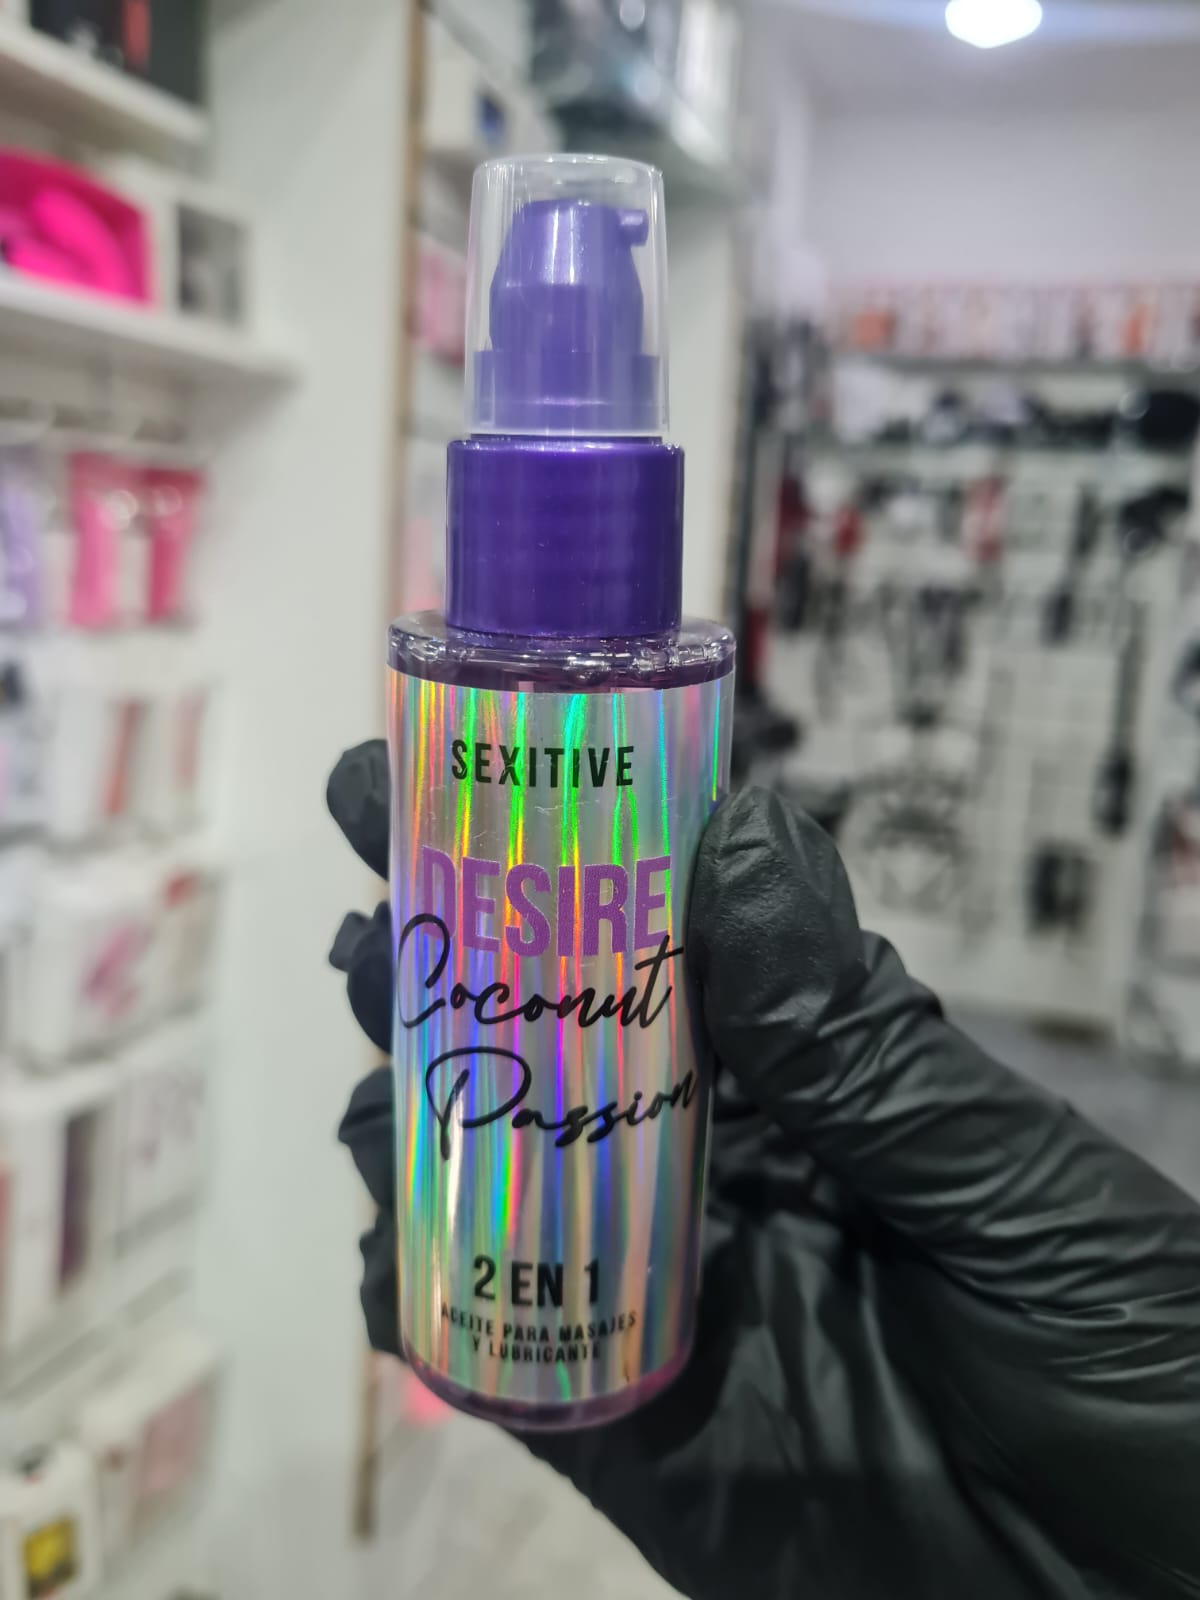 SEXITIVE
DESIRE
Coconut
Passion
2 EN 1
ACEITE PARA MASAJES
Y LUBRICANTE